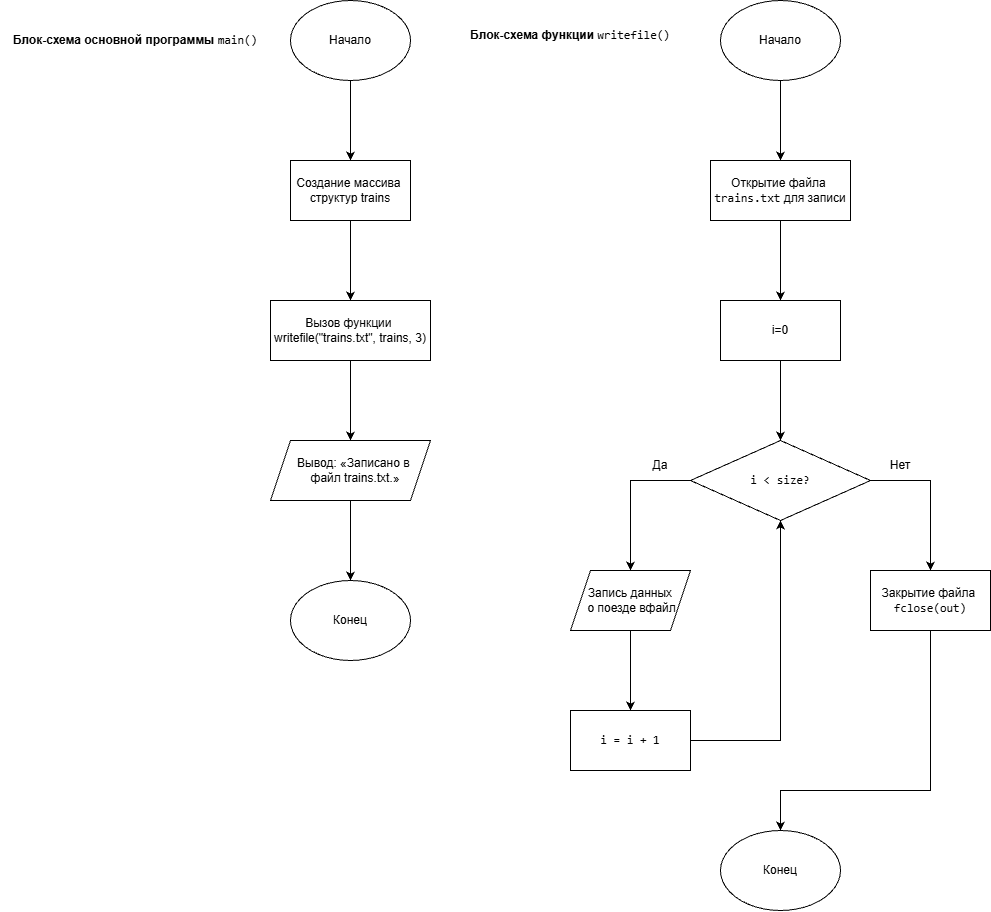 Блок-схема основной программы main()
Начало
Создание массива
структур trains
Вызов функции
writefile("trains.txt", trains, 3)
Вывод: «Записано в
файл trains.txt.»
Конец
Блок-схема функции writefile()
Начало
Открытие файла
trains.txt для записи
i=0
i < size?
Да
Нет
Запись данных
о поезде вфайл
i = i + 1
Закрытие файла
fclose(out)
Конец